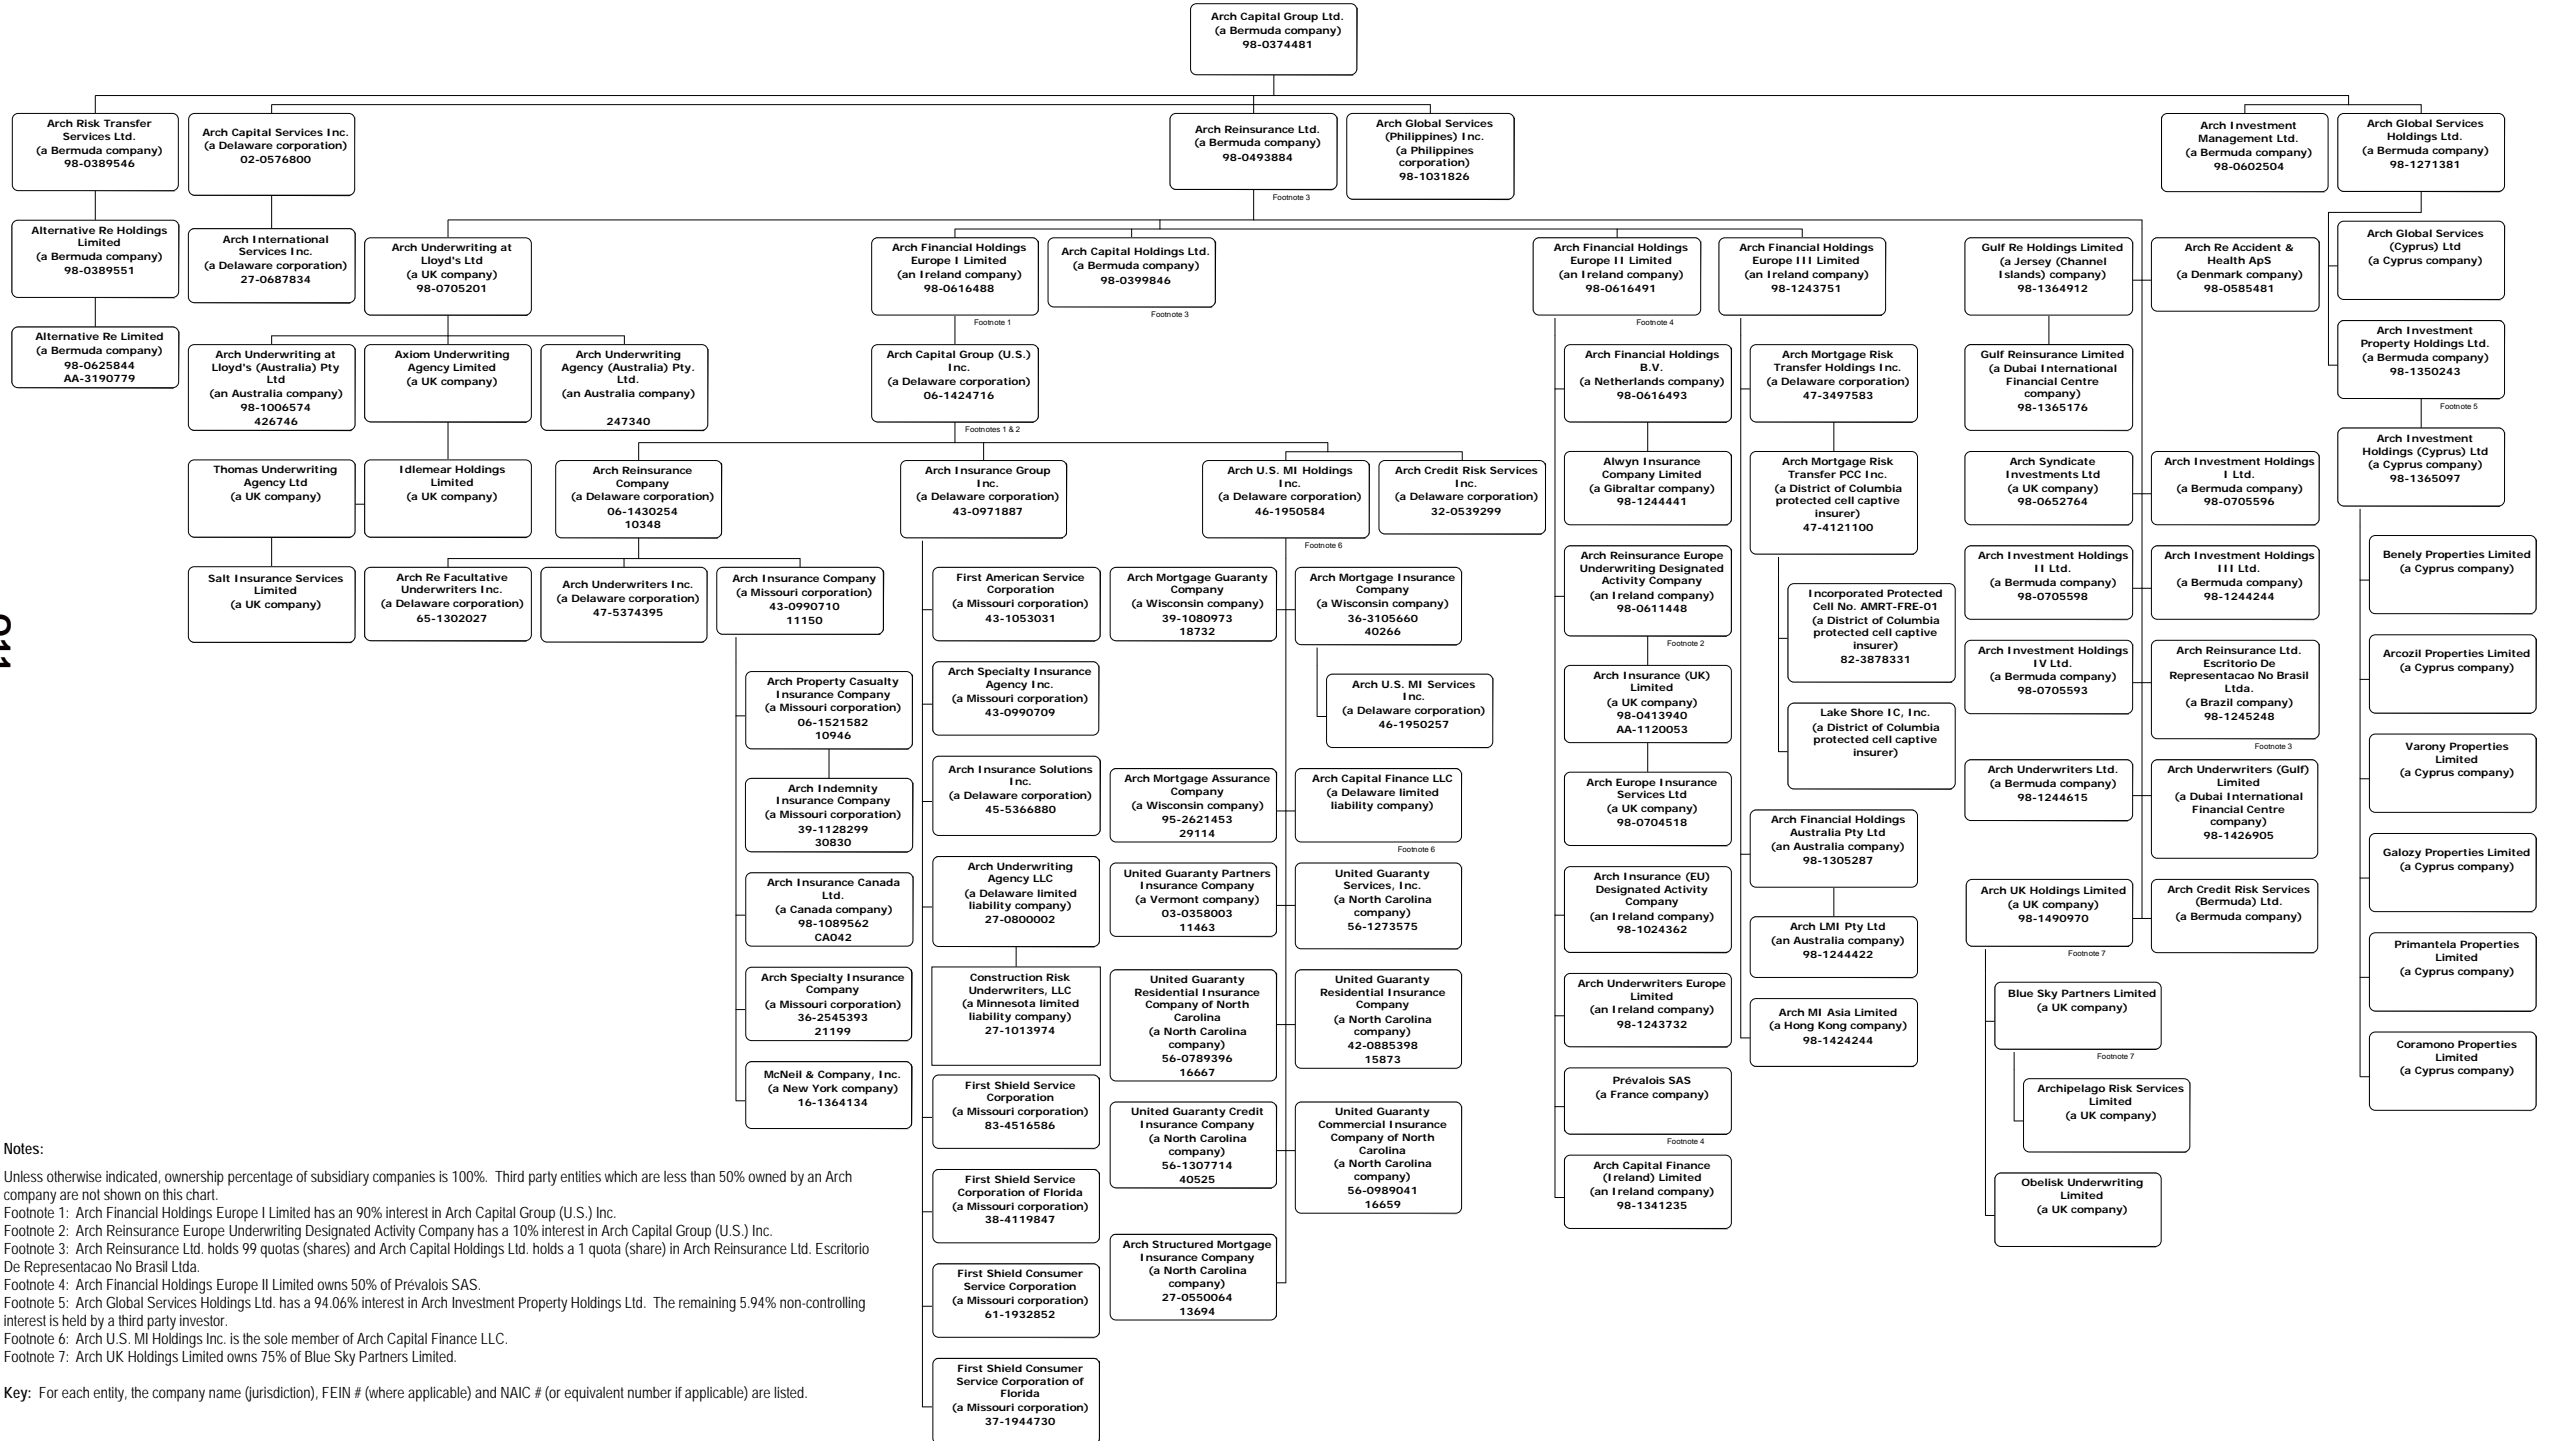 Arch Capital Group Ltd.
(a Bermuda company)
98-0374481
Arch Risk Transfer
Services Ltd.
(a Bermuda company)
98-0389546
Arch Capital Services Inc.
(a Delaware corporation)
02-0576800
Arch Reinsurance Ltd.
(a Bermuda company)
98-0493884
Footnote 3
Arch Global Services
(Philippines) Inc.
(a Philippines
corporation)
98-1031826
Arch Investment
Management Ltd.
(a Bermuda company)
98-0602504
Arch Global Services
Holdings Ltd.
(a Bermuda company)
98-1271381
Alternative Re Holdings
Limited
(a Bermuda company)
98-0389551
Arch International
Services Inc.
(a Delaware corporation)
27-0687834
Arch Underwriting at
Lloyd's Ltd
(a UK company)
98-0705201
Arch Financial Holdings
Europe I Limited
(an Ireland company)
98-0616488
Footnote 1
Arch Capital Holdings Ltd.
(a Bermuda company)
98-0399846
Footnote 3
Arch Financial Holdings
Europe II Limited
(an Ireland company)
98-0616491
Footnote 4
Arch Financial Holdings
Europe III Limited
(an Ireland company)
98-1243751
Gulf Re Holdings Limited
(a Jersey (Channel
Islands) company)
98-1364912
Arch Re Accident &
Health ApS
(a Denmark company)
98-0585481
Arch Global Services
(Cyprus) Ltd
(a Cyprus company)
Alternative Re Limited
(a Bermuda company)
98-0625844
AA-3190779
Arch Underwriting at
Lloyd's (Australia) Pty
Ltd
(an Australia company)
98-1006574
426746
Axiom Underwriting
Agency Limited
(a UK company)
Arch Underwriting
Agency (Australia) Pty.
Ltd.
(an Australia company)
247340
Arch Capital Group (U.S.)
Inc.
(a Delaware corporation)
06-1424716
Footnotes 1 & 2
Arch Financial Holdings
B.V.
(a Netherlands company)
98-0616493
Arch Mortgage Risk
Transfer Holdings Inc.
(a Delaware corporation)
47-3497583
Gulf Reinsurance Limited
(a Dubai International
Financial Centre
company)
98-1365176
Arch Investment
Property Holdings Ltd.
(a Bermuda company)
98-1350243
Footnote 5
Thomas Underwriting
Agency Ltd
(a UK company)
Idlemear Holdings
Limited
(a UK company)
Arch Reinsurance
Company
(a Delaware corporation)
06-1430254
10348
Arch Insurance Group
Inc.
(a Delaware corporation)
43-0971887
Arch U.S. MI Holdings
Inc.
(a Delaware corporation)
46-1950584
Footnote 6
Arch Credit Risk Services
Inc.
(a Delaware corporation)
32-0539299
Alwyn Insurance
Company Limited
(a Gibraltar company)
98-1244441
Arch Mortgage Risk
Transfer PCC Inc.
(a District of Columbia
protected cell captive
insurer)
47-4121100
Arch Syndicate
Investments Ltd
(a UK company)
98-0652764
Arch Investment Holdings
I Ltd.
(a Bermuda company)
98-0705596
Arch Investment
Holdings (Cyprus) Ltd
(a Cyprus company)
98-1365097
Salt Insurance Services
Limited
(a UK company)
Arch Re Facultative
Underwriters Inc.
(a Delaware corporation)
65-1302027
Arch Underwriters Inc.
(a Delaware corporation)
47-5374395
Arch Insurance Company
(a Missouri corporation)
43-0990710
11150
First American Service
Corporation
(a Missouri corporation)
43-1053031
Arch Mortgage Guaranty
Company
(a Wisconsin company)
39-1080973
18732
Arch Mortgage Insurance
Company
(a Wisconsin company)
36-3105660
40266
Arch Reinsurance Europe
Underwriting Designated
Activity Company
(an Ireland company)
98-0611448
Footnote 2
Incorporated Protected
Cell No. AMRT-FRE-01
(a District of Columbia
protected cell captive
insurer)
82-3878331
Arch Investment Holdings
II Ltd.
(a Bermuda company)
98-0705598
Arch Investment Holdings
III Ltd.
(a Bermuda company)
98-1244244
Benely Properties Limited
(a Cyprus company)
Arch Property Casualty
Insurance Company
(a Missouri corporation)
06-1521582
10946
Arch Specialty Insurance
Agency Inc.
(a Missouri corporation)
43-0990709
Arch U.S. MI Services
Inc.
(a Delaware corporation)
46-1950257
Arch Insurance (UK)
Limited
(a UK company)
98-0413940
AA-1120053
Lake Shore IC, Inc.
(a District of Columbia
protected cell captive
insurer)
Arch Investment Holdings
IV Ltd.
(a Bermuda company)
98-0705593
Arch Reinsurance Ltd.
Escritorio De
Representacao No Brasil
Ltda.
(a Brazil company)
98-1245248
Footnote 3
Arcozil Properties Limited
(a Cyprus company)
Arch Indemnity
Insurance Company
(a Missouri corporation)
39-1128299
30830
Arch Insurance Solutions
Inc.
(a Delaware corporation)
45-5366880
Arch Mortgage Assurance
Company
(a Wisconsin company)
95-2621453
29114
Arch Capital Finance LLC
(a Delaware limited
liability company)
Footnote 6
Arch Europe Insurance
Services Ltd
(a UK company)
98-0704518
Arch Financial Holdings
Australia Pty Ltd
(an Australia company)
98-1305287
Arch Underwriters Ltd.
(a Bermuda company)
98-1244615
Arch Underwriters (Gulf)
Limited
(a Dubai International
Financial Centre
company)
98-1426905
Varony Properties
Limited
(a Cyprus company)
Arch Insurance Canada
Ltd.
(a Canada company)
98-1089562
CA042
Arch Underwriting
Agency LLC
(a Delaware limited
liability company)
27-0800002
United Guaranty Partners
Insurance Company
(a Vermont company)
03-0358003
11463
United Guaranty
Services, Inc.
(a North Carolina
company)
56-1273575
Arch Insurance (EU)
Designated Activity
Company
(an Ireland company)
98-1024362
Arch LMI Pty Ltd
(an Australia company)
98-1244422
Arch UK Holdings Limited
(a UK company)
98-1490970
Footnote 7
Arch Credit Risk Services
(Bermuda) Ltd.
(a Bermuda company)
Galozy Properties Limited
(a Cyprus company)
Arch Specialty Insurance
Company
(a Missouri corporation)
36-2545393
21199
Construction Risk
Underwriters, LLC
(a Minnesota limited
liability company)
27-1013974
United Guaranty
Residential Insurance
Company of North
Carolina
(a North Carolina
company)
56-0789396
16667
United Guaranty
Residential Insurance
Company
(a North Carolina
company)
42-0885398
15873
Arch Underwriters Europe
Limited
(an Ireland company)
98-1243732
Arch MI Asia Limited
(a Hong Kong company)
98-1424244
Blue Sky Partners Limited
(a UK company)
Footnote 7
Primantela Properties
Limited
(a Cyprus company)
McNeil & Company, Inc.
(a New York company)
16-1364134
First Shield Service
Corporation
(a Missouri corporation)
83-4516586
United Guaranty Credit
Insurance Company
(a North Carolina
company)
56-1307714
40525
United Guaranty
Commercial Insurance
Company of North
Carolina
(a North Carolina
company)
56-0989041
16659
Prévalois SAS
(a France company)
Footnote 4
Archipelago Risk Services
Limited
(a UK company)
Coramono Properties
Limited
(a Cyprus company)
First Shield Service
Corporation of Florida
(a Missouri corporation)
38-4119847
Arch Capital Finance
(Ireland) Limited
(an Ireland company)
98-1341235
Obelisk Underwriting
Limited
(a UK company)
First Shield Consumer
Service Corporation
(a Missouri corporation)
61-1932852
Arch Structured Mortgage
Insurance Company
(a North Carolina
company)
27-0550064
13694
First Shield Consumer
Service Corporation of
Florida
(a Missouri corporation)
37-1944730
Notes:
Unless otherwise indicated, ownership percentage of subsidiary companies is 100%. Third party entities which are less than 50% owned by an Arch
company are not shown on this chart.
Footnote 1: Arch Financial Holdings Europe I Limited has an 90% interest in Arch Capital Group (U.S.) Inc.
Footnote 2: Arch Reinsurance Europe Underwriting Designated Activity Company has a 10% interest in Arch Capital Group (U.S.) Inc.
Footnote 3: Arch Reinsurance Ltd. holds 99 quotas (shares) and Arch Capital Holdings Ltd. holds a 1 quota (share) in Arch Reinsurance Ltd. Escritorio
De Representacao No Brasil Ltda.
Footnote 4: Arch Financial Holdings Europe II Limited owns 50% of Prévalois SAS.
Footnote 5: Arch Global Services Holdings Ltd. has a 94.06% interest in Arch Investment Property Holdings Ltd. The remaining 5.94% non-controlling
interest is held by a third party investor.
Footnote 6: Arch U.S. MI Holdings Inc. is the sole member of Arch Capital Finance LLC.
Footnote 7: Arch UK Holdings Limited owns 75% of Blue Sky Partners Limited.
Key: For each entity, the company name (jurisdiction), FEIN # (where applicable) and NAIC # (or equivalent number if applicable) are listed.